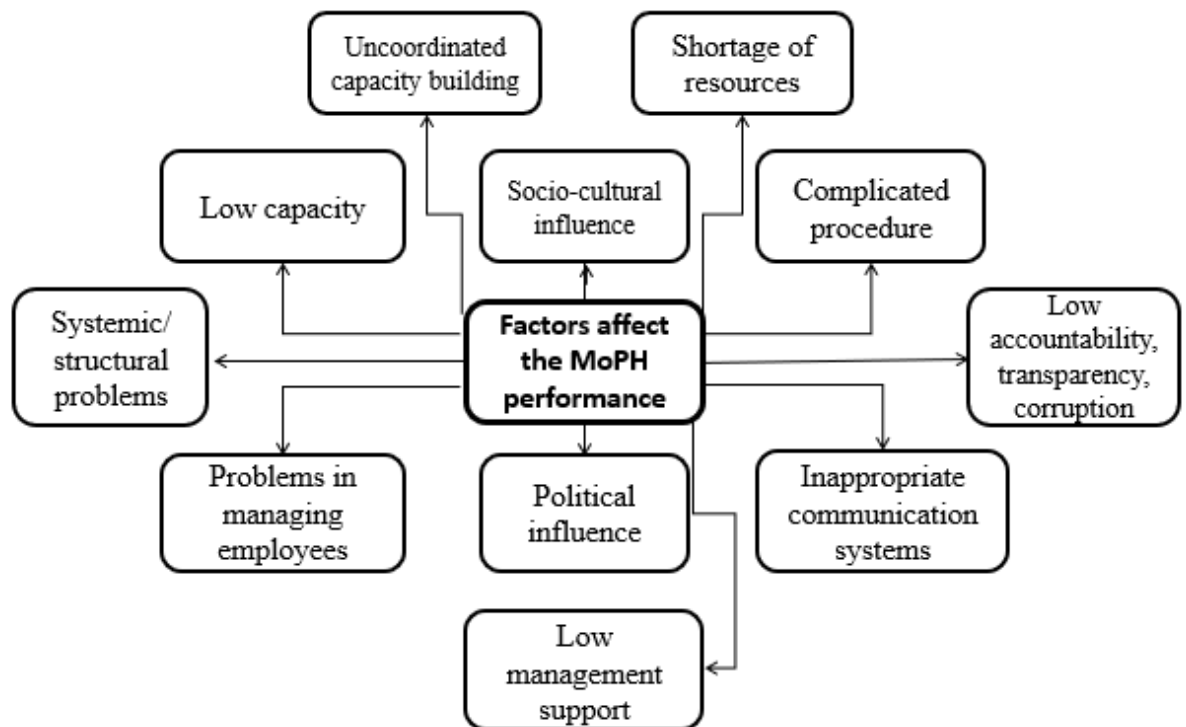 Uncoordinated
capacity building
Shortage of
resources
Low capacity
Socio-cultural
influence
Complicated
procedure
Systemic/
structural
problems
Factors affect
the MoPH
performance
Low
accountability,
transparency,
corruption
Problems in
managing
employees
Political
influence
Inappropriate
communication
systems
Low
management
support